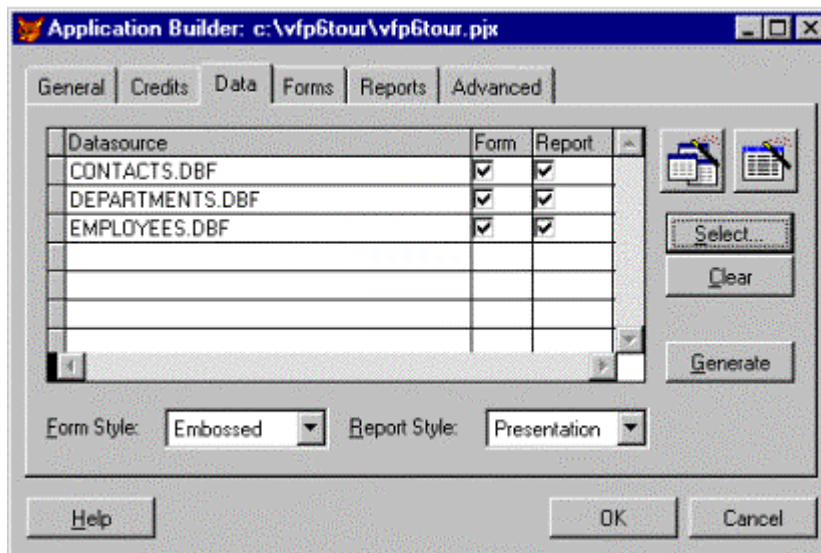 Application Builder: c:\vfp6tour\vfp6tour.pjx
General Credits Data Forms Reports Advanced
Datasource Form Report
CONTACTS.DBF
DEPARTMENTS.DBF
EMPLOYEES.DBF
Select...
Clear
Generate
Form Style: Embossed Report Style: Presentation
Help OK Cancel